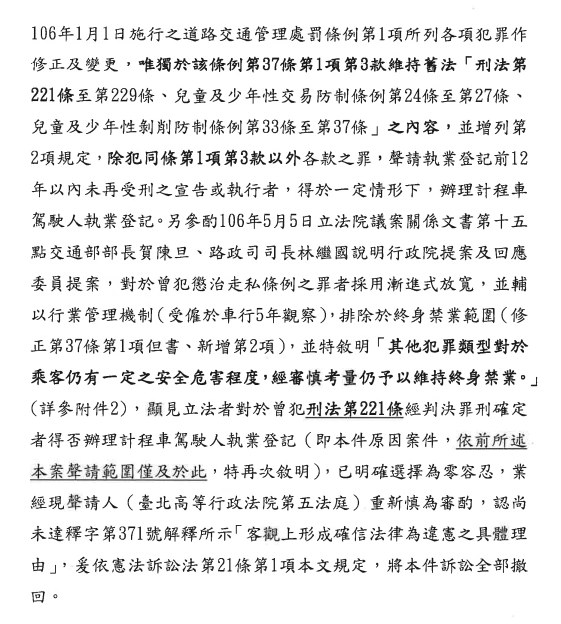 106年1月1日施行之道路交通管理處罰條例第1項所列各項犯罪作
修正及變更，唯獨於該條例第37條第1項第3款維持舊法「刑法第
221條至第229條、兒童及少年性交易防制條例第24條至第27條、
兒童及少年性剝削防制條例第33條至第37條」之內容，並增列第
2項規定，除犯同條第1項第3款以外各款之罪，聲請執業登記前12
年以內未再受刑之宣告或執行者，得於一定情形下，辦理計程車
駕駛人執業登記。另參酌106年5月5日立法院議案關係文書第十五
點交通部部長賀陳旦、路政司司長林繼國說明行政院提案及回應
委員提案，對於曾犯懲治走私條例之罪者採用漸進式放寬，並輔
以行業管理機制（受僱於車行5年觀察），排除於終身禁業範圍（修
正第37條第1項但書、新增第2項），並特敘明「其他犯罪類型對於
乘客仍有一定之安全危害程度，經審慎考量仍予以維持終身禁業。」
（詳參附件2），顯見立法者對於曾犯刑法第221條經判決罪刑確定
者得否辦理計程車駕駛人執業登記（即本件原因案件，依前所述
本案聲請範圍僅及於此，特再次敘明），已明確選擇為零容忍，業
經現聲請人（臺北高等行政法院第五法庭）重新慎為審酌，認尚
未達釋字第371號解釋所示「客觀上形成確信法律為違憲之具體理
由」，爰依憲法訴訟法第21條第1項本文規定，將本件訴訟全部撤
回。